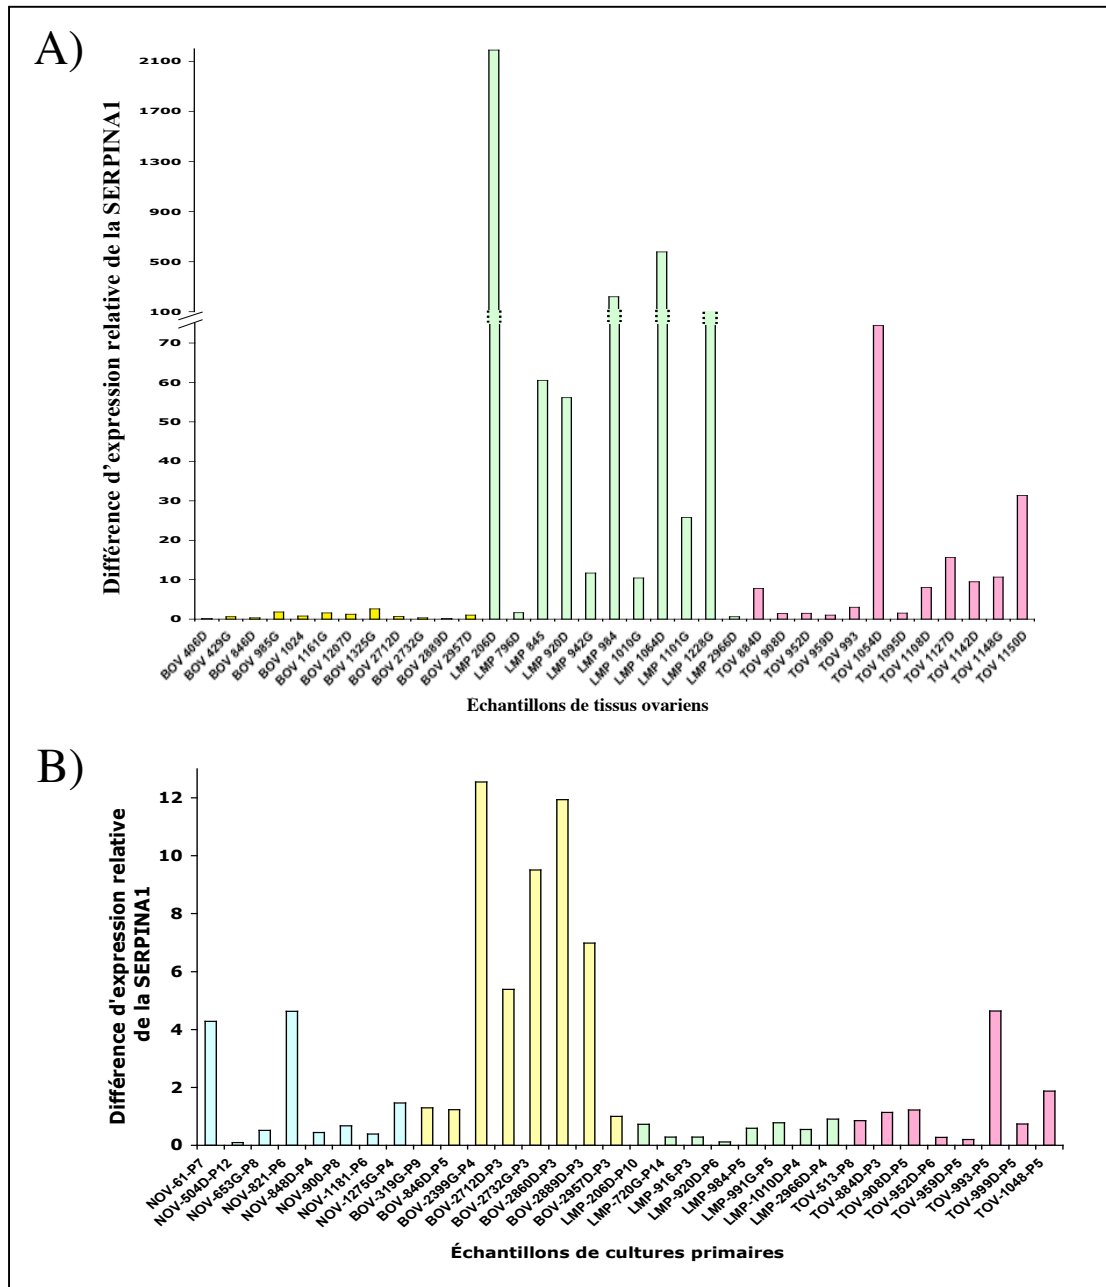 A)
Différence d'expression relative de la SERPINA1
2100
1700
1300
900
500
100
70
60
50
40
30
20
10
0
BOV 408D
BOV 429G
BOV 846D
BOV 985G
BOV 1024
BOV 1161G
BOV 1207D
BOV 1325G
BOV 2712D
BOV 2732G
BOV 2889D
BOV 2957D
LMP 206D
LMP 796D
LMP 845
LMP 920D
LMP 942G
LMP 984
LMP 1010G
LMP 1064D
LMP 1101G
LMP 1228G
LMP 2966D
TOV 884D
TOV 908D
TOV 952D
TOV 959D
TOV 993
TOV 1054D
TOV 1095D
TOV 1108D
TOV 1127D
TOV 1142D
TOV 1148G
TOV 1150D
Echantillons de tissus ovariens
B)
Différence d'expression relative
de la SERPINA1
12
10
8
6
4
2
0
NOV-61-P7
NOV-504D-P12
NOV-653G-P8
NOV-821-P6
NOV-848D-P4
NOV-900-P8
NOV-1181-P6
NOV-1275G-P4
BOV-319G-P9
BOV-846D-P5
BOV-2399G-P4
BOV-2712D-P3
BOV-2732G-P3
BOV-2860D-P3
BOV-2889D-P3
BOV-2957D-P3
LMP-206D-P10
LMP-720G-P14
LMP-916-P3
LMP-920D-P6
LMP-984-P5
LMP-991G-P5
LMP-1010D-P4
LMP-2966D-P4
TOV-513-P8
TOV-884D-P3
TOV-908D-P5
TOV-952D-P6
TOV-959D-P5
TOV-993-P5
TOV-999D-P5
TOV-1048-P5
Échantillons de cultures primaires